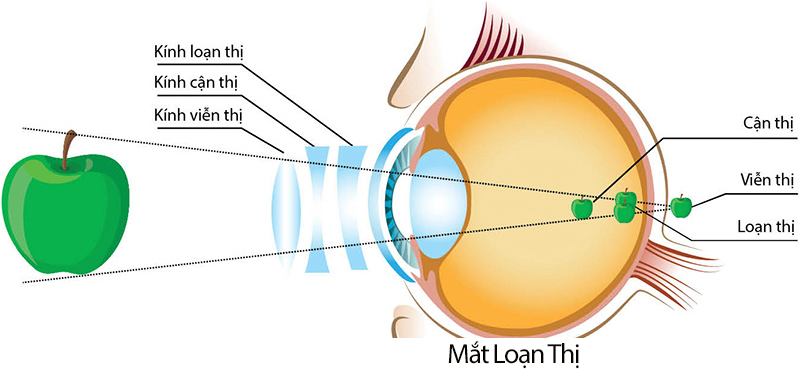 Kính loạn thị
Kính cận thị
Kính viễn thị
Cận thị
Viễn thị
Loạn thị
Mắt Loạn Thị